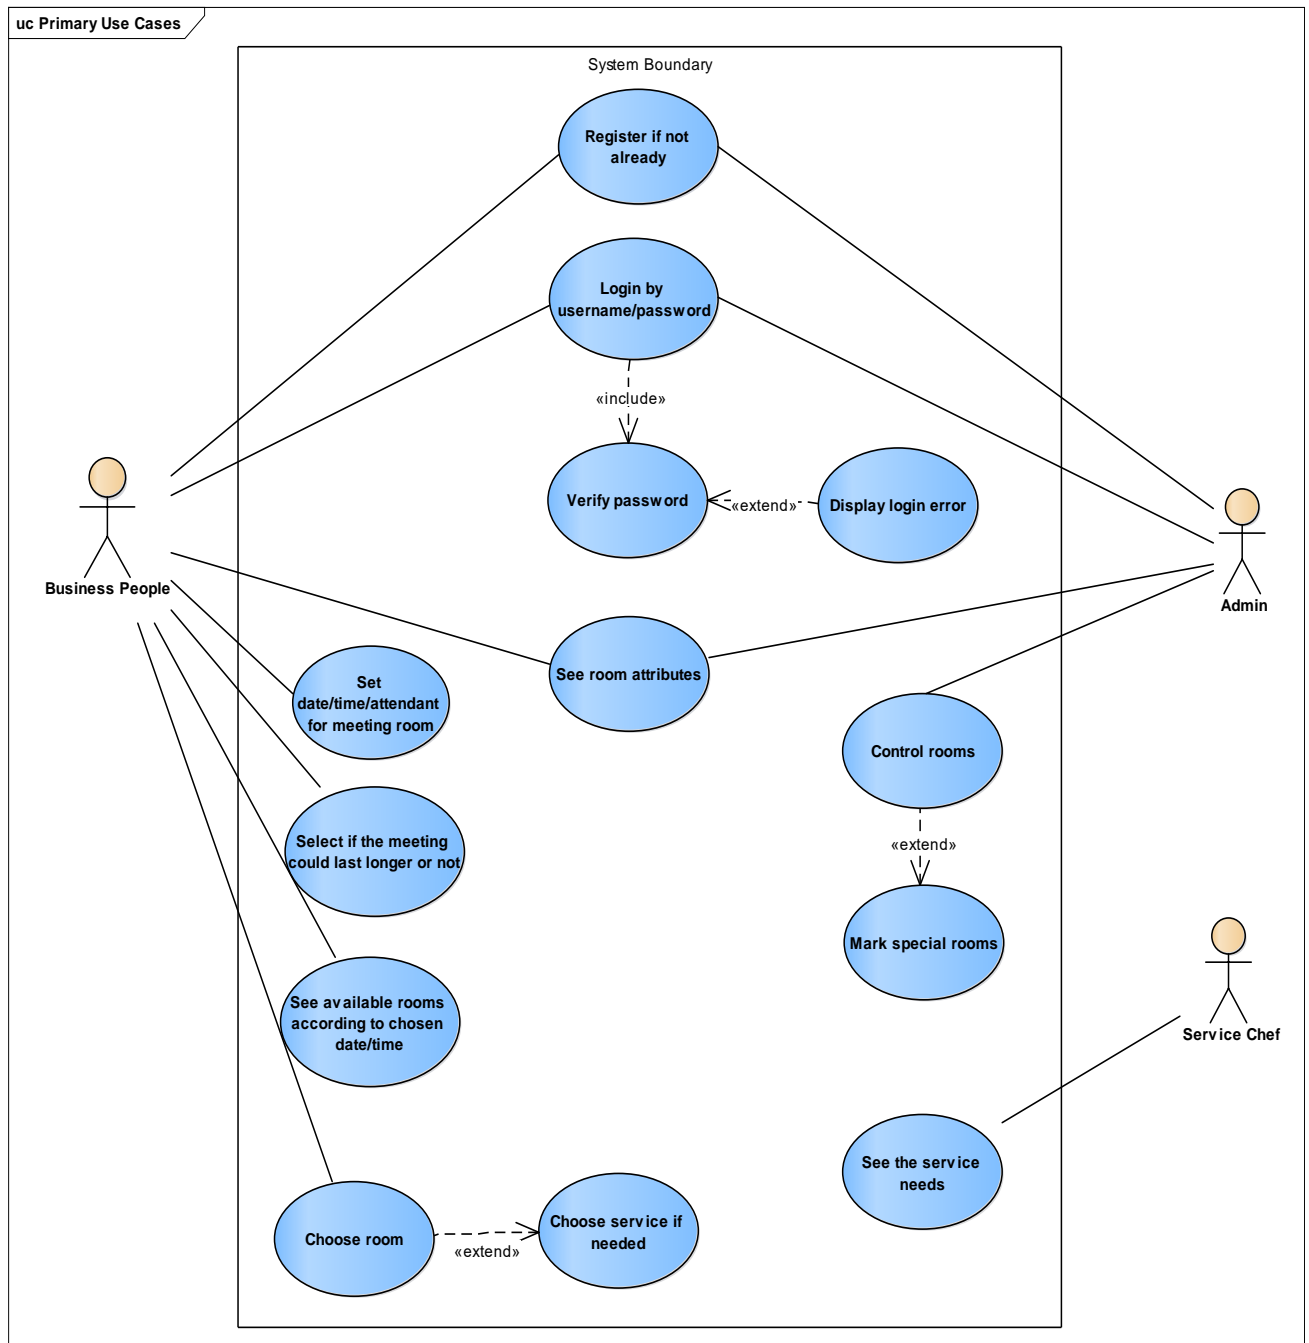 uc Primary Use Cases
System Boundary
Register if not
already
Login by
username/password
«include»
Verify password
«extend»
Display login error
Business People
Admin
See room attributes
Set
date/time/attendant
for meeting room
Control rooms
Select if the meeting
could last longer or not
«extend»
Mark special rooms
See available rooms
according to chosen
date/time
Service Chef
See the service
needs
Choose room
«extend»
Choose service if
needed